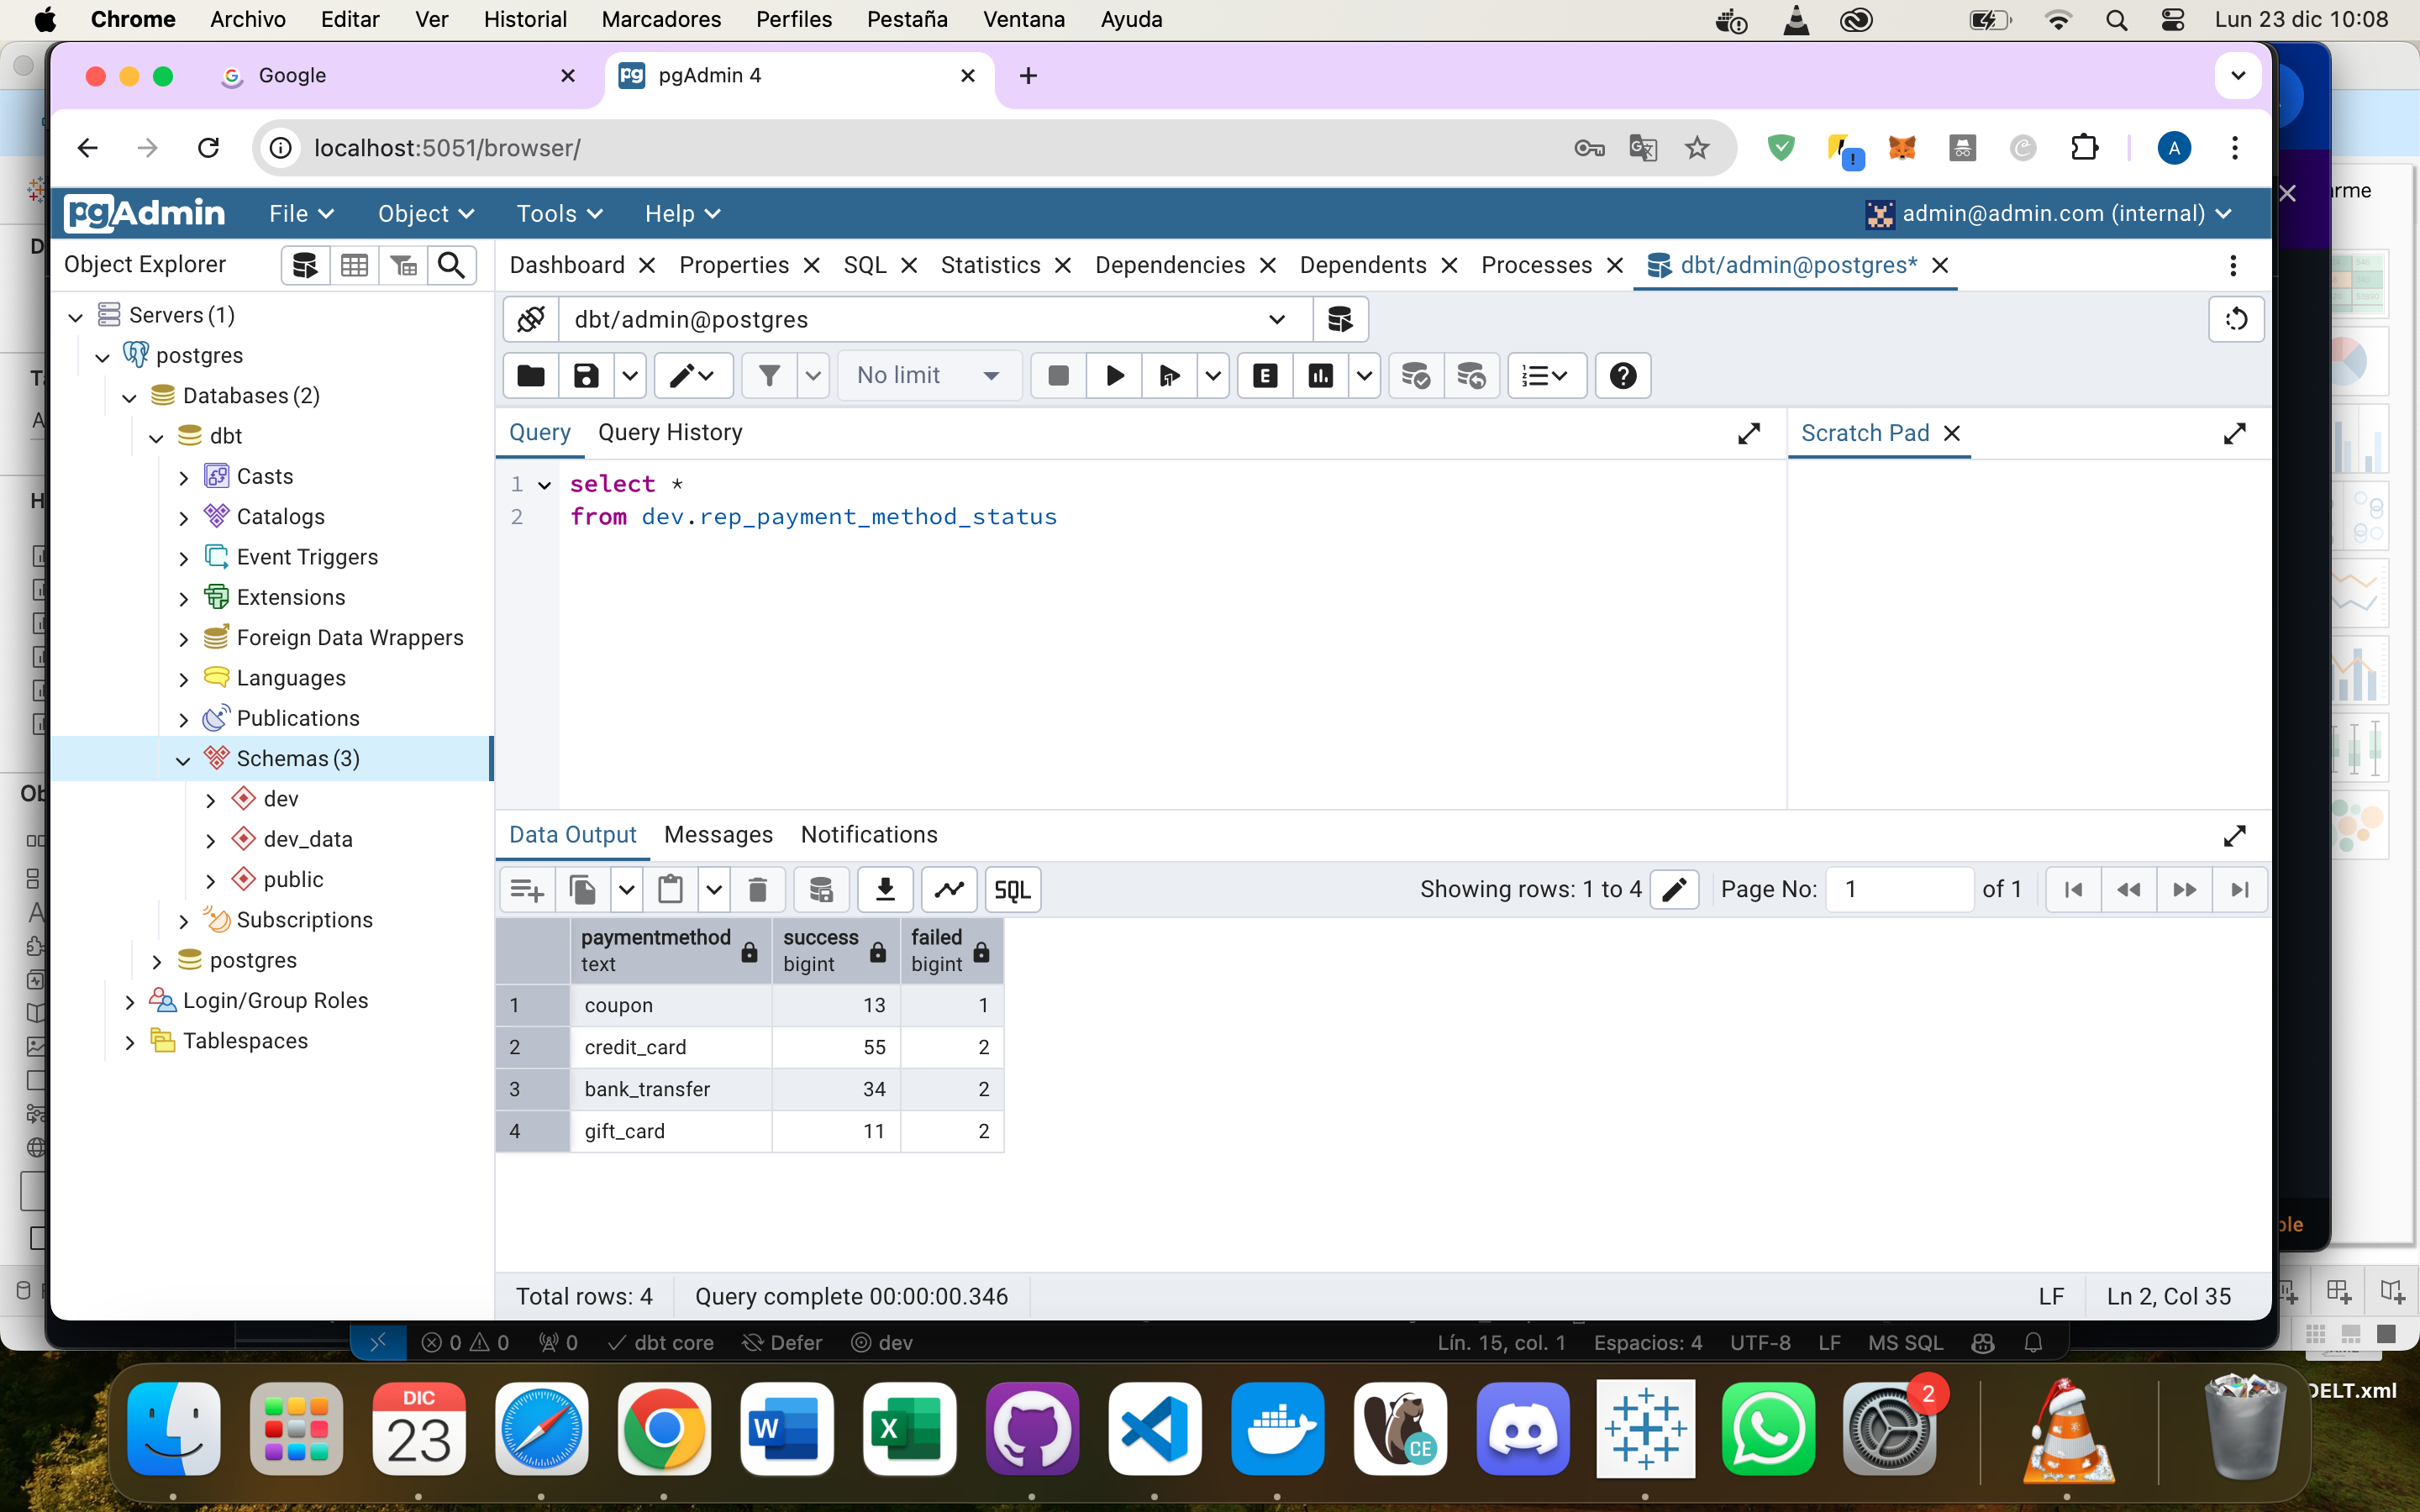 Chrome Archivo Editar Ver Historial Marcadores Perfiles Pestaña Ventana Ayuda Lun 23 dic 10:08
Google pgAdmin 4
localhost:5051/browser/ A
pgAdmin File Object Tools Help admin@admin.com (internal)
Object Explorer Dashboard Properties SQL Statistics Dependencies Dependents Processes dbt/admin@postgres*
Servers (1)
dbt/admin@postgres
postgres
No limit E
Databases (2)
dbt
Query Query History Scratch Pad
Casts
1 select *
Catalogs
2 from dev.rep_payment_method_status
Event Triggers
Extensions
Foreign Data Wrappers
Languages
Publications
Schemas (3)
dev
dev_data
public
Subscriptions
postgres
Login/Group Roles
Tablespaces
Data Output Messages Notifications
SQL Showing rows: 1 to 4 Page No: 1 of 1
paymentmethod success failed
text bigint bigint
1 coupon 13 1
2 credit_card 55 2
3 bank_transfer 34 2
4 gift_card 11 2
Total rows: 4 Query complete 00:00:00.346 LF Ln 2, Col 35
0 0 0 dbt core Defer dev Lín. 15, col. 1 Espacios: 4 UTF-8 LF MS SQL
DIC
23
W X CE 2
DELT.xml